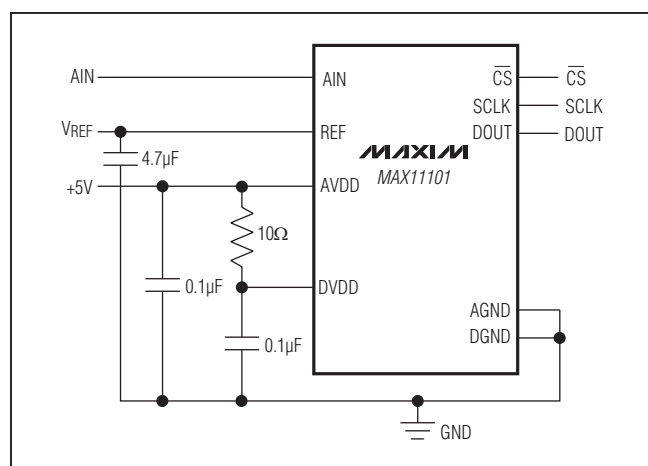 AIN
AIN
CS
CS
SCLK
SCLK
VREF
REF
DOUT
DOUT
4.7µF
MAXIM
MAX11101
+5V
AVDD
10Ω
0.1µF
DVDD
0.1µF
AGND
DGND
GND